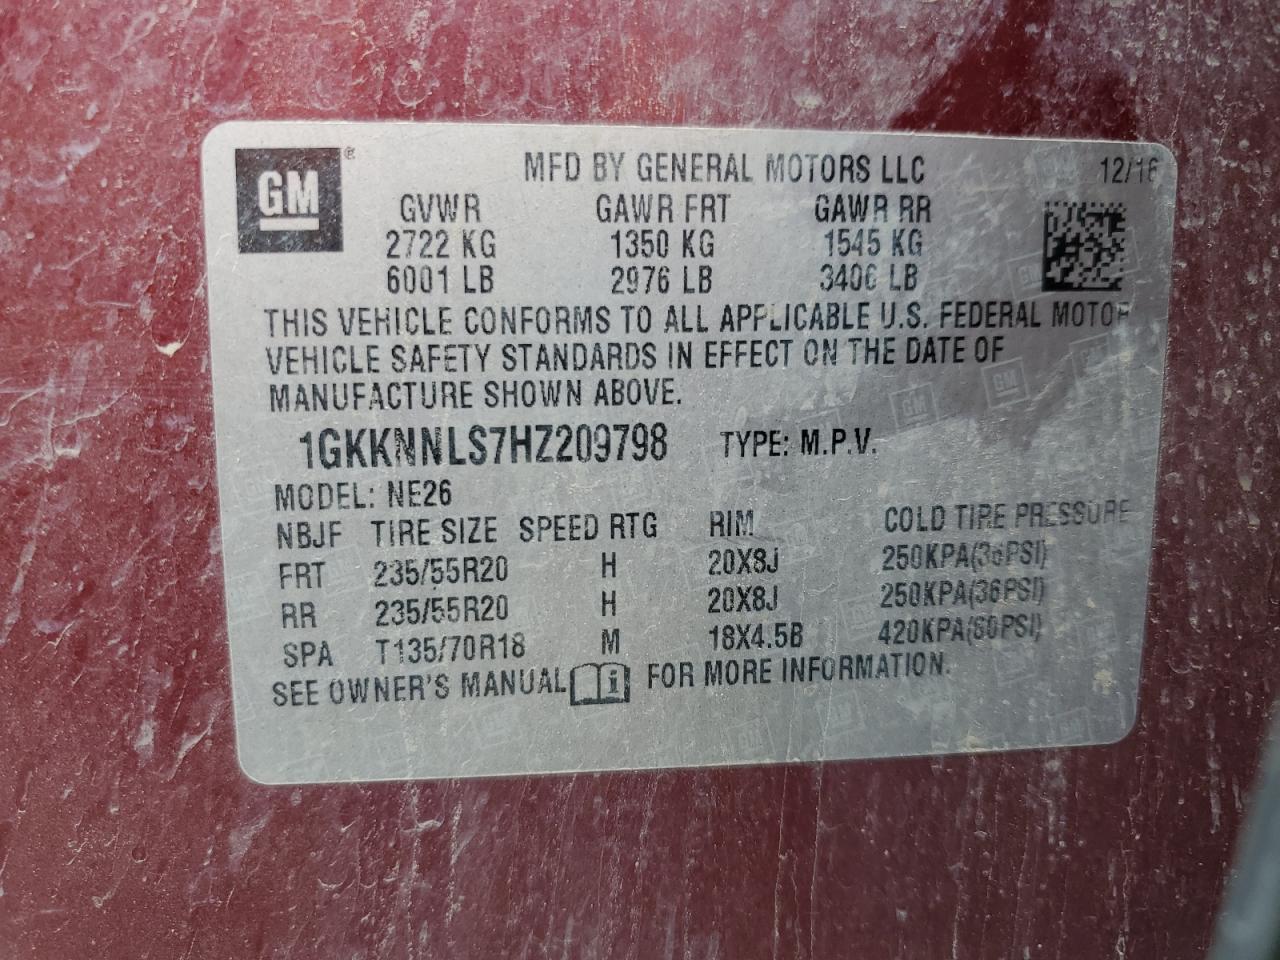 GM ® MFD BY GENERAL MOTORS LLC 12/16
GVWR GAWR FRT GAWR RR
2722 KG 1350 KG 1545 KG
6001 LB 2976 LB 3406 LB
THIS VEHICLE CONFORMS TO ALL APPLICABLE U.S. FEDERAL MOTOR
VEHICLE SAFETY STANDARDS IN EFFECT ON THE DATE OF
MANUFACTURE SHOWN ABOVE.
1GKKNNLS7HZ209798 TYPE: M.P.V.
MODEL: NE26
NBJF TIRE SIZE SPEED RTG RIM COLD TIRE PRESSURE
FRT 235/55R20 H 20X8J 250KPA(36PSI)
RR 235/55R20 H 20X8J 250KPA(36PSI)
SPA T135/70R18 M 18X4.5B 420KPA(60PSI)
SEE OWNER'S MANUAL i FOR MORE INFORMATION.